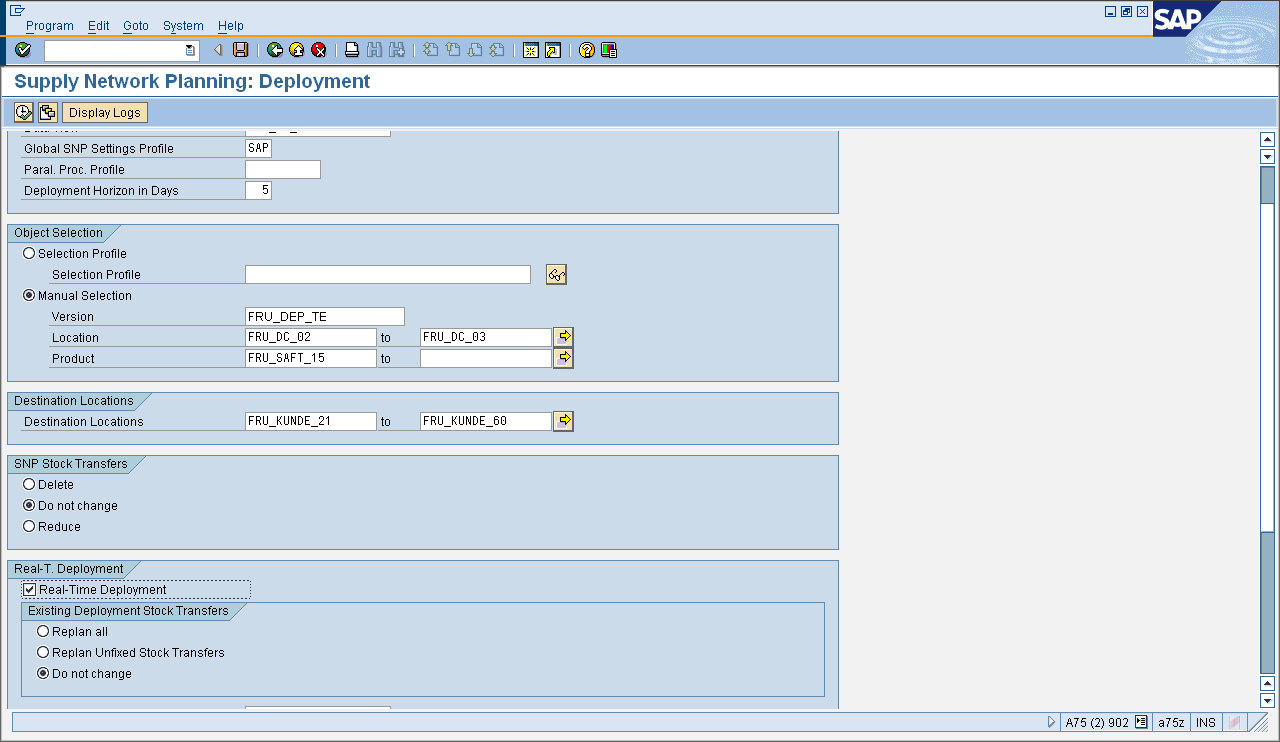 Program Edit Goto System Help
SAP
Supply Network Planning: Deployment
Display Logs
Global SNP Settings Profile SAP
Paral. Proc. Profile
Deployment Horizon in Days 5
Object Selection
Selection Profile
Selection Profile
Manual Selection
Version FRU_DEP_TE
Location FRU_DC_02 to FRU_DC_03
Product FRU_SAFT_15 to
Destination Locations
Destination Locations FRU_KUNDE_21 to FRU_KUNDE_60
SNP Stock Transfers
Delete
Do not change
Reduce
Real-T. Deployment
Real-Time Deployment
Existing Deployment Stock Transfers
Replan all
Replan Unfixed Stock Transfers
Do not change
A75 (2) 902 a75z INS